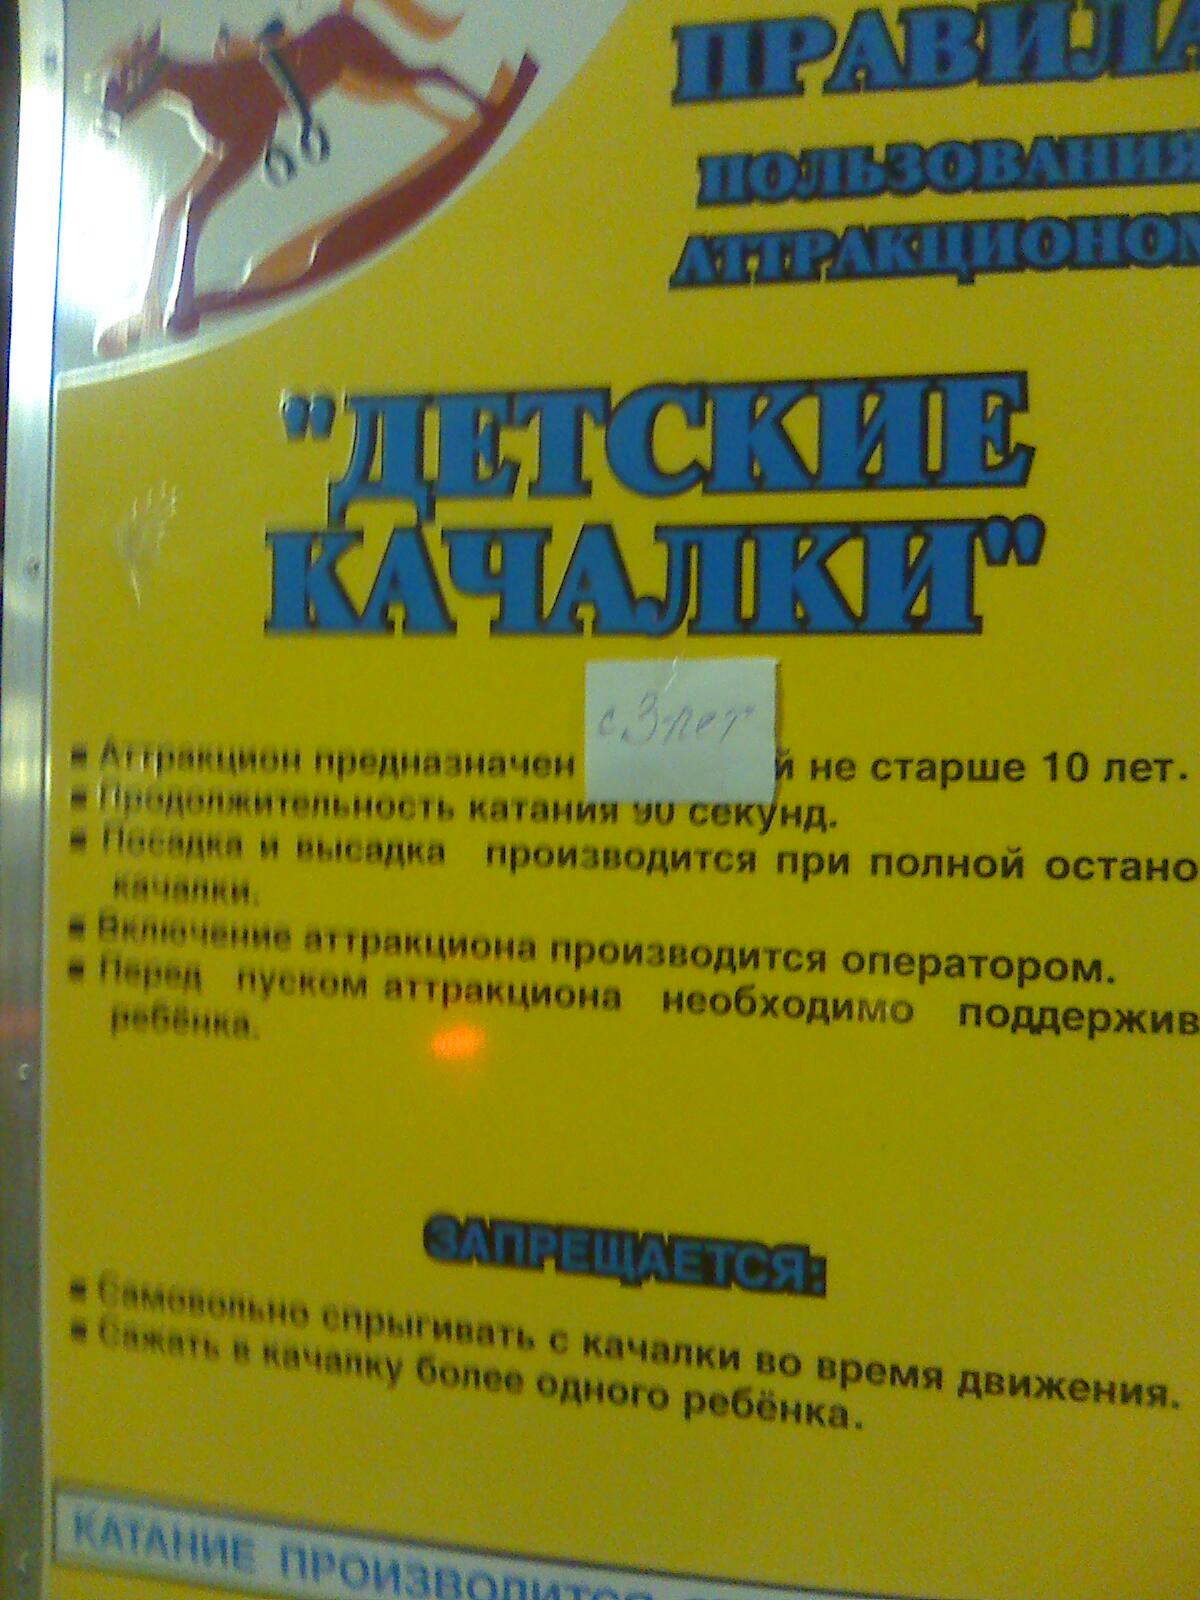 ПРАВИЛА
ПОЛЬЗОВАНИЯ
АТТРАКЦИОНОМ
"ДЕТСКИЕ
КАЧАЛКИ"
с 3-лет
Аттракцион предназначен й не старше 10 лет.
Продолжительность катания 90 секунд.
Посадка и высадка производится при полной остано
качалки.
Включение аттракциона производится оператором.
Перед пуском аттракциона необходимо поддержив
ребёнка.
ЗАПРЕЩАЕТСЯ:
Самовольно спрыгивать с качалки во время движения.
Сажать в качалку более одного ребёнка.
КАТАНИЕ ПРОИЗВОДИТСЯ